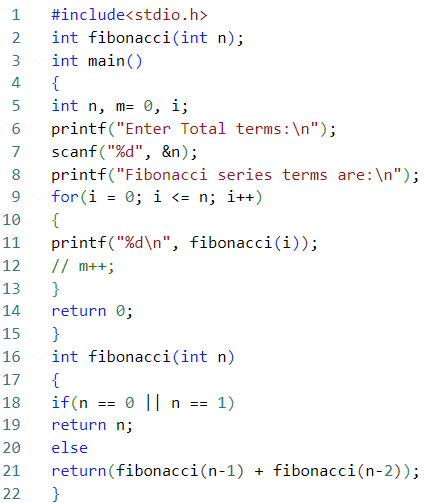 1 #include<stdio.h>
2 int fibonacci(int n);
3 int main()
4 {
5 int n, m= 0, i;
6 printf("Enter Total terms:\n");
7 scanf("%d", &n);
8 printf("Fibonacci series terms are:\n");
9 for(i = 0; i <= n; i++)
10 {
11 printf("%d\n", fibonacci(i));
12 // m++;
13 }
14 return 0;
15 }
16 int fibonacci(int n)
17 {
18 if(n == 0 || n == 1)
19 return n;
20 else
21 return(fibonacci(n-1) + fibonacci(n-2));
22 }